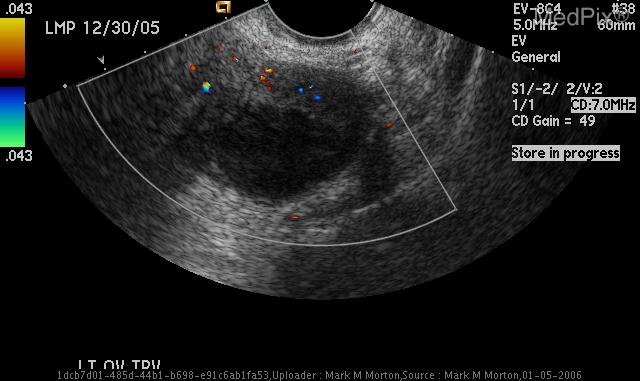 .043
.043
LMP 12/30/05
EV-8C4 #38
5.0MHz 60mm
EV
General
S1/-2/ 2/V:2
1/1 CD:7.0MHz
CD Gain = 49
Store in progress
MedPix®
LT OV TRV
1dcb7d01-485d-44b1-b698-e91c6ab1fa53,Uploader : Mark M Morton,Source : Mark M Morton,01-05-2006